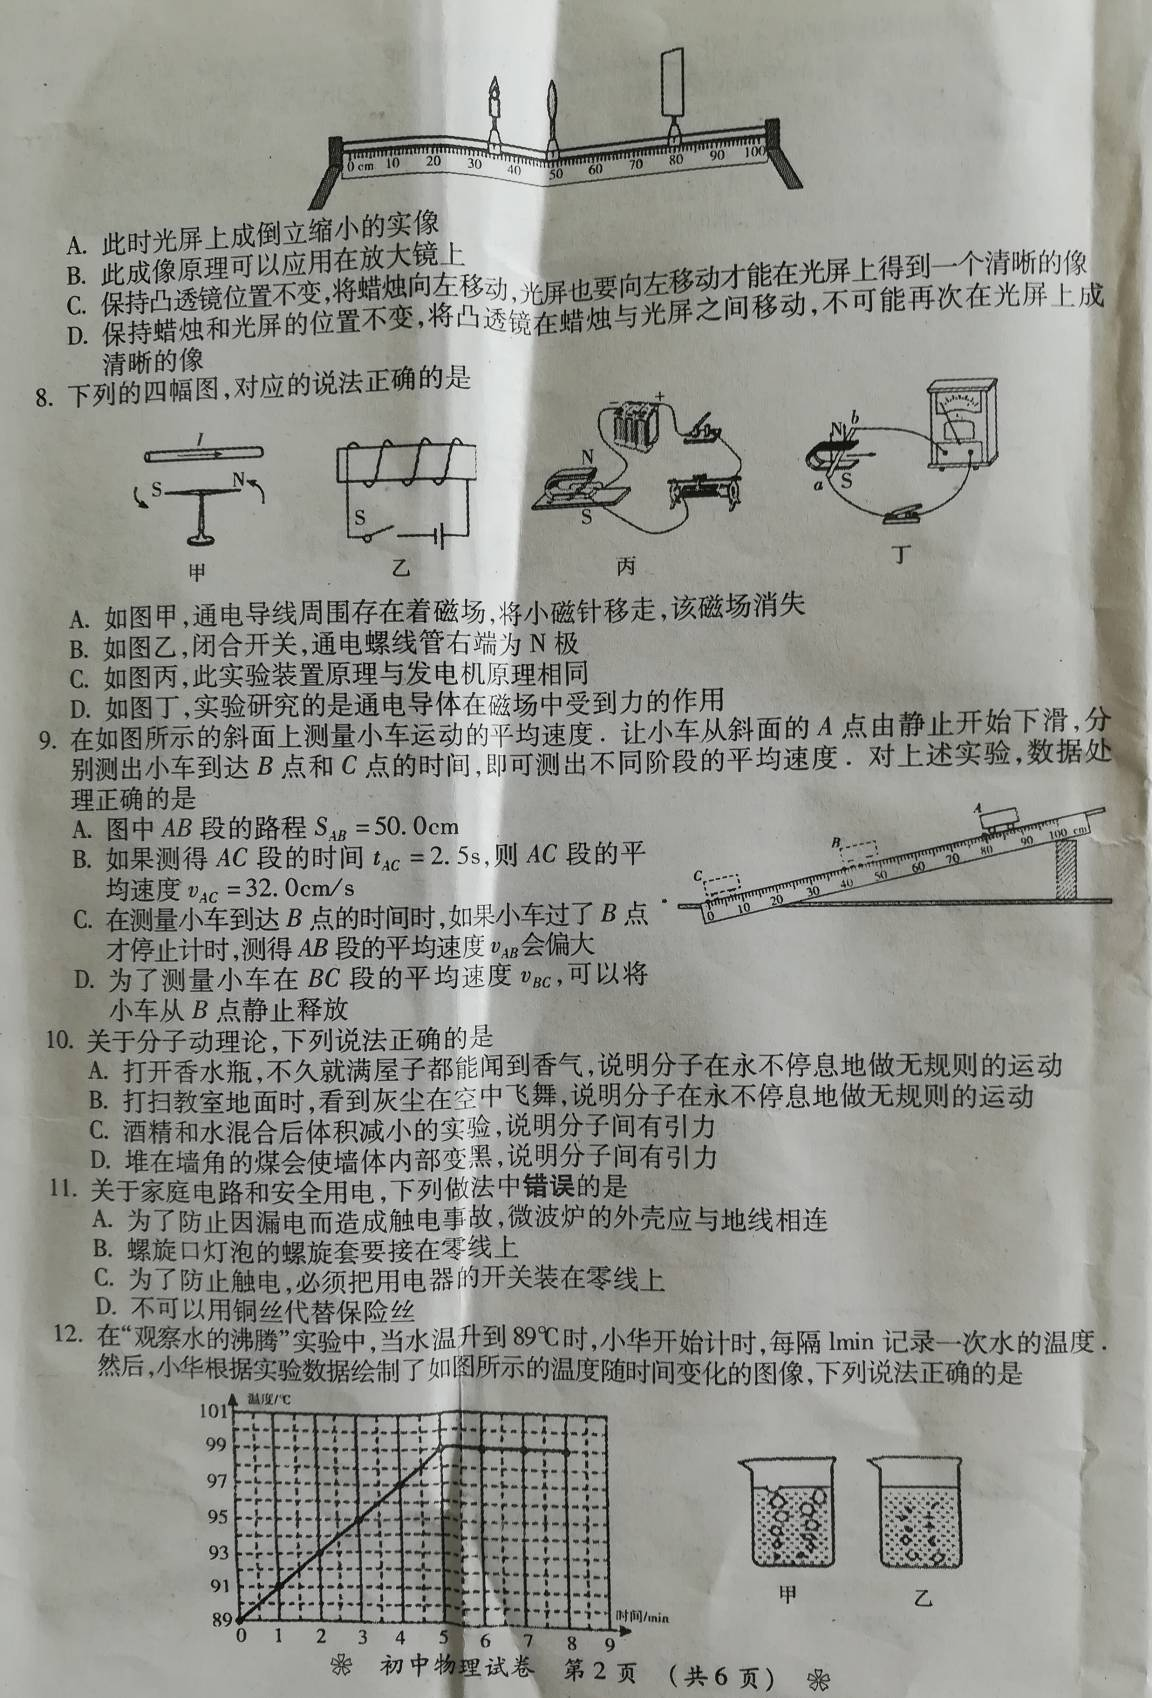 0 cm 10 20 30 40 50 60 70 80 90 100
A. 此时光屏上成倒立缩小的实像
B. 此成像原理可以应用在放大镜上
C. 保持凸透镜位置不变,将蜡烛向左移动,光屏也要向左移动才能在光屏上得到一个清晰的像
D. 保持蜡烛和光屏的位置不变,将凸透镜在蜡烛与光屏之间移动,不可能再次在光屏上成
清晰的像
8. 下列的四幅图,对应的说法正确的是
I
S N
甲
S
乙
- +
N
S
丙
N b
a S
丁
A. 如图甲,通电导线周围存在着磁场,将小磁针移走,该磁场消失
B. 如图乙,闭合开关,通电螺线管右端为 N 极
C. 如图丙,此实验装置原理与发电机原理相同
D. 如图丁,实验研究的是通电导体在磁场中受到力的作用
9. 在如图所示的斜面上测量小车运动的平均速度．让小车从斜面的 A 点由静止开始下滑,分
别测出小车到达 B 点和 C 点的时间,即可测出不同阶段的平均速度．对上述实验,数据处
理正确的是
A. 图中 AB 段的路程 S_AB = 50.0cm
B. 如果测得 AC 段的时间 t_AC = 2.5s,则 AC 段的平
均速度 v_AC = 32.0cm/s
C. 在测量小车到达 B 点的时间时,如果小车过了 B 点
才停止计时,测得 AB 段的平均速度 v_AB 会偏大
D. 为了测量小车在 BC 段的平均速度 v_BC,可以将
小车从 B 点静止释放
A
B
C
0 10 20 30 40 50 60 70 80 90 100 cm
10. 关于分子动理论,下列说法正确的是
A. 打开香水瓶,不久就满屋子都能闻到香气,说明分子在永不停息地做无规则的运动
B. 打扫教室地面时,看到灰尘在空中飞舞,说明分子在永不停息地做无规则的运动
C. 酒精和水混合后体积减小的实验,说明分子间有引力
D. 堆在墙角的煤会使墙体内部变黑,说明分子间有引力
11. 关于家庭电路和安全用电,下列做法中错误的是
A. 为了防止因漏电而造成触电事故,微波炉的外壳应与地线相连
B. 螺旋口灯泡的螺旋套要接在零线上
C. 为了防止触电,必须把用电器的开关装在零线上
D. 不可以用铜丝代替保险丝
12. 在“观察水的沸腾”实验中,当水温升到 89℃时,小华开始计时,每隔 1min 记录一次水的温度．
然后,小华根据实验数据绘制了如图所示的温度随时间变化的图像,下列说法正确的是
温度/℃
101
99
97
95
93
91
89
0 1 2 3 4 5 6 7 8 9
时间/min
甲
乙
初中物理试卷 第2页 (共6页)